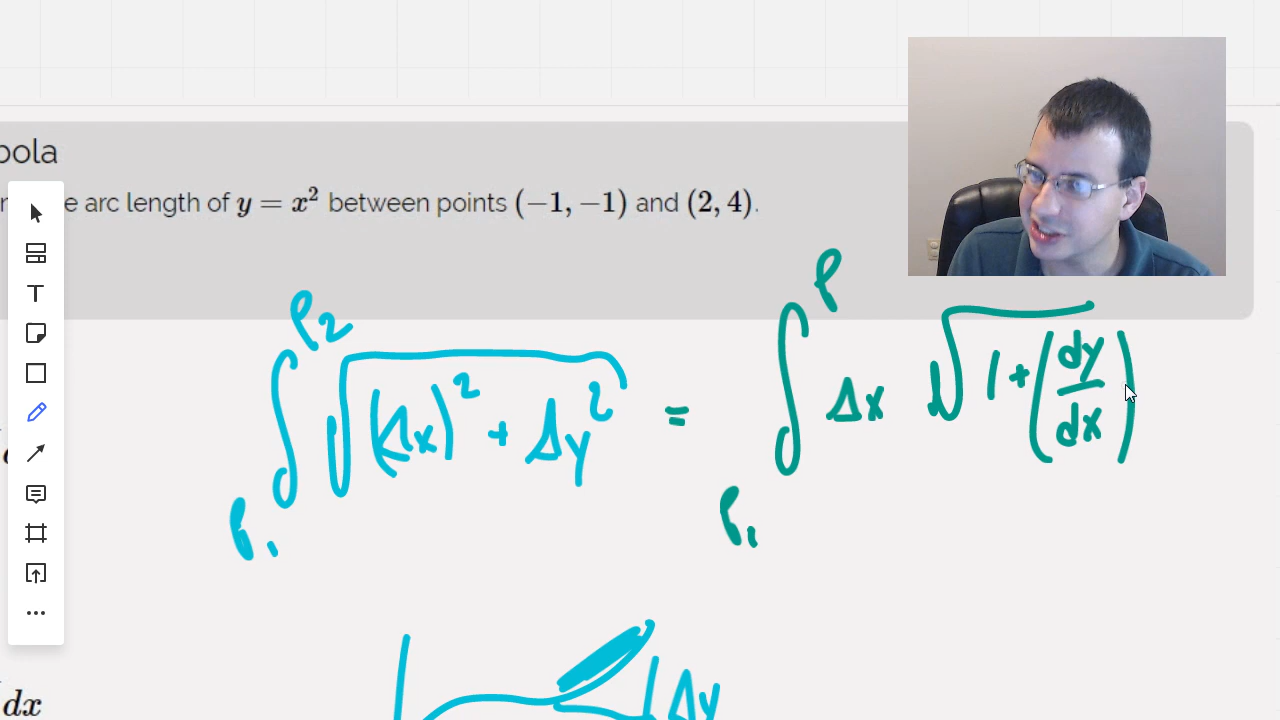 bola
e arc length of y = x² between points (−1, −1) and (2, 4).
T
∫_{P₁}^{P₂} √((Δx)² + Δy²) = ∫_{P₁}^{P} Δx √(1 + (dy/dx))
Δy
dx